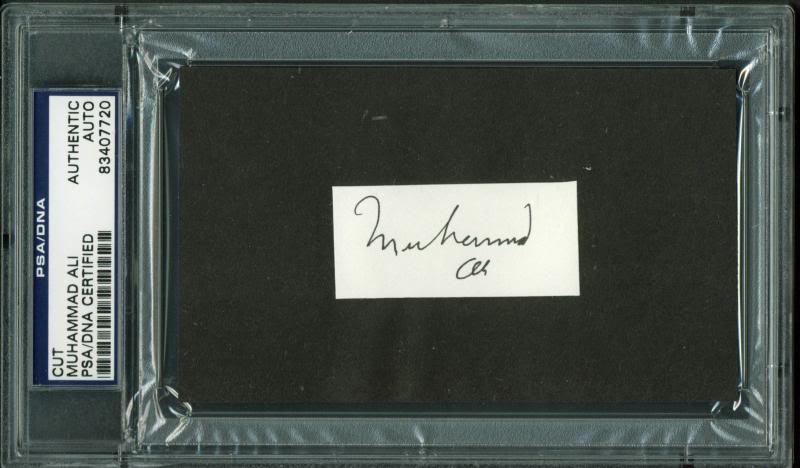 PSA/DNA
CUT
MUHAMMAD ALI
PSA/DNA CERTIFIED
AUTHENTIC
AUTO
83407720
Muhammad
Ali